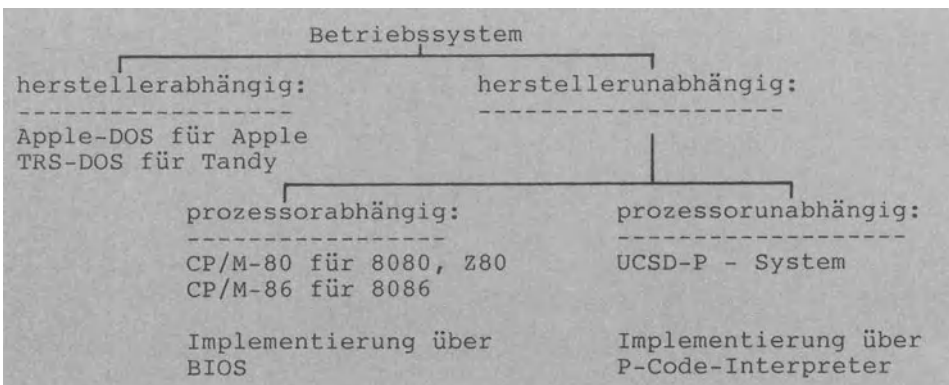 Betriebssystem
herstellerabhängig:
herstellerunabhängig:
Apple-DOS für Apple
TRS-DOS für Tandy
prozessorabhängig:
prozessorunabhängig:
CP/M-80 für 8080, Z80
CP/M-86 für 8086
UCSD-P - System
Implementierung über
BIOS
Implementierung über
P-Code-Interpreter